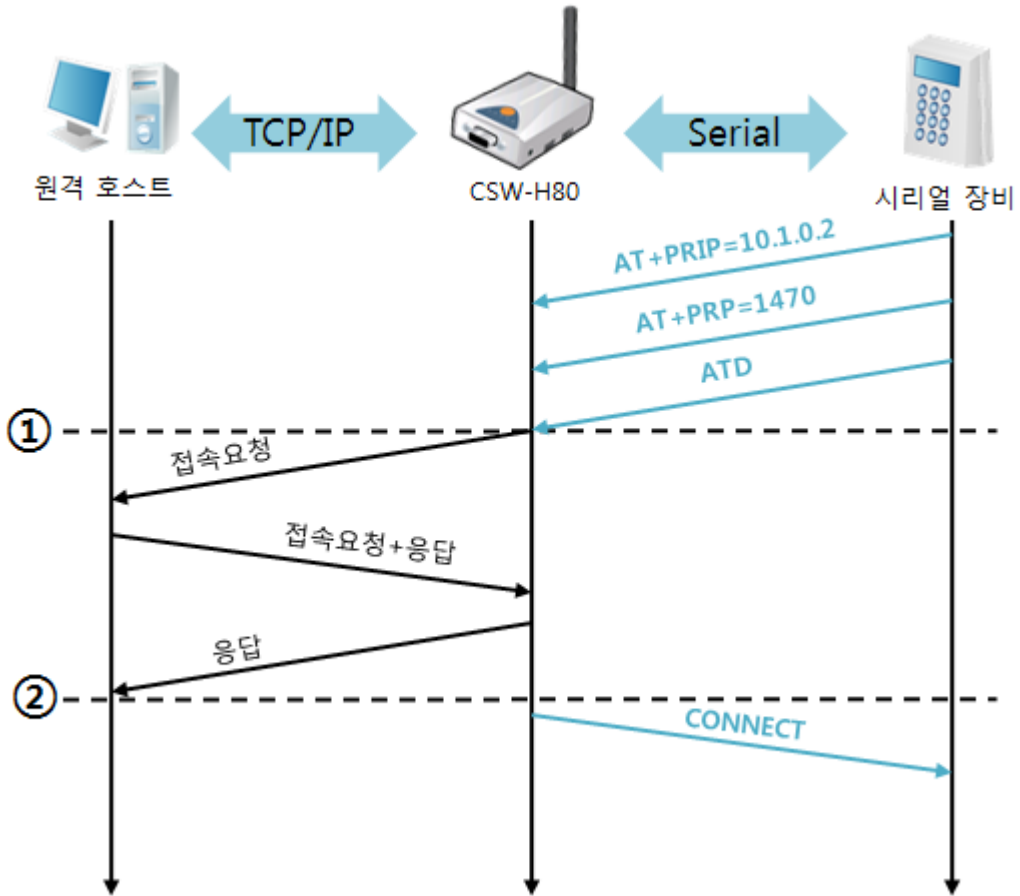 TCP/IP
Serial
원격 호스트
CSW-H80
시리얼 장비
AT+PRIP=10.1.0.2
AT+PRP=1470
ATD
①
접속요청
접속요청+응답
응답
②
CONNECT